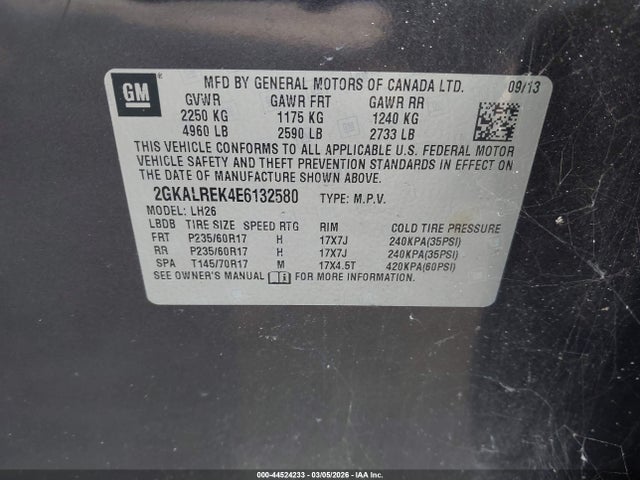 GM
MFD BY GENERAL MOTORS OF CANADA LTD. 09/13
GVWR GAWR FRT GAWR RR
2250 KG 1175 KG 1240 KG
4960 LB 2590 LB 2733 LB
THIS VEHICLE CONFORMS TO ALL APPLICABLE U.S. FEDERAL MOTOR
VEHICLE SAFETY AND THEFT PREVENTION STANDARDS IN EFFECT ON
THE DATE OF MANUFACTURE SHOWN ABOVE.
2GKALREK4E6132580 TYPE: M.P.V.
MODEL: LH26
LBDB TIRE SIZE SPEED RTG RIM COLD TIRE PRESSURE
FRT P235/60R17 H 17X7J 240KPA(35PSI)
RR P235/60R17 H 17X7J 240KPA(35PSI)
SPA T145/70R17 M 17X4.5T 420KPA(60PSI)
SEE OWNER'S MANUAL FOR MORE INFORMATION.
000-44524233 - 03/05/2026 - IAA Inc.